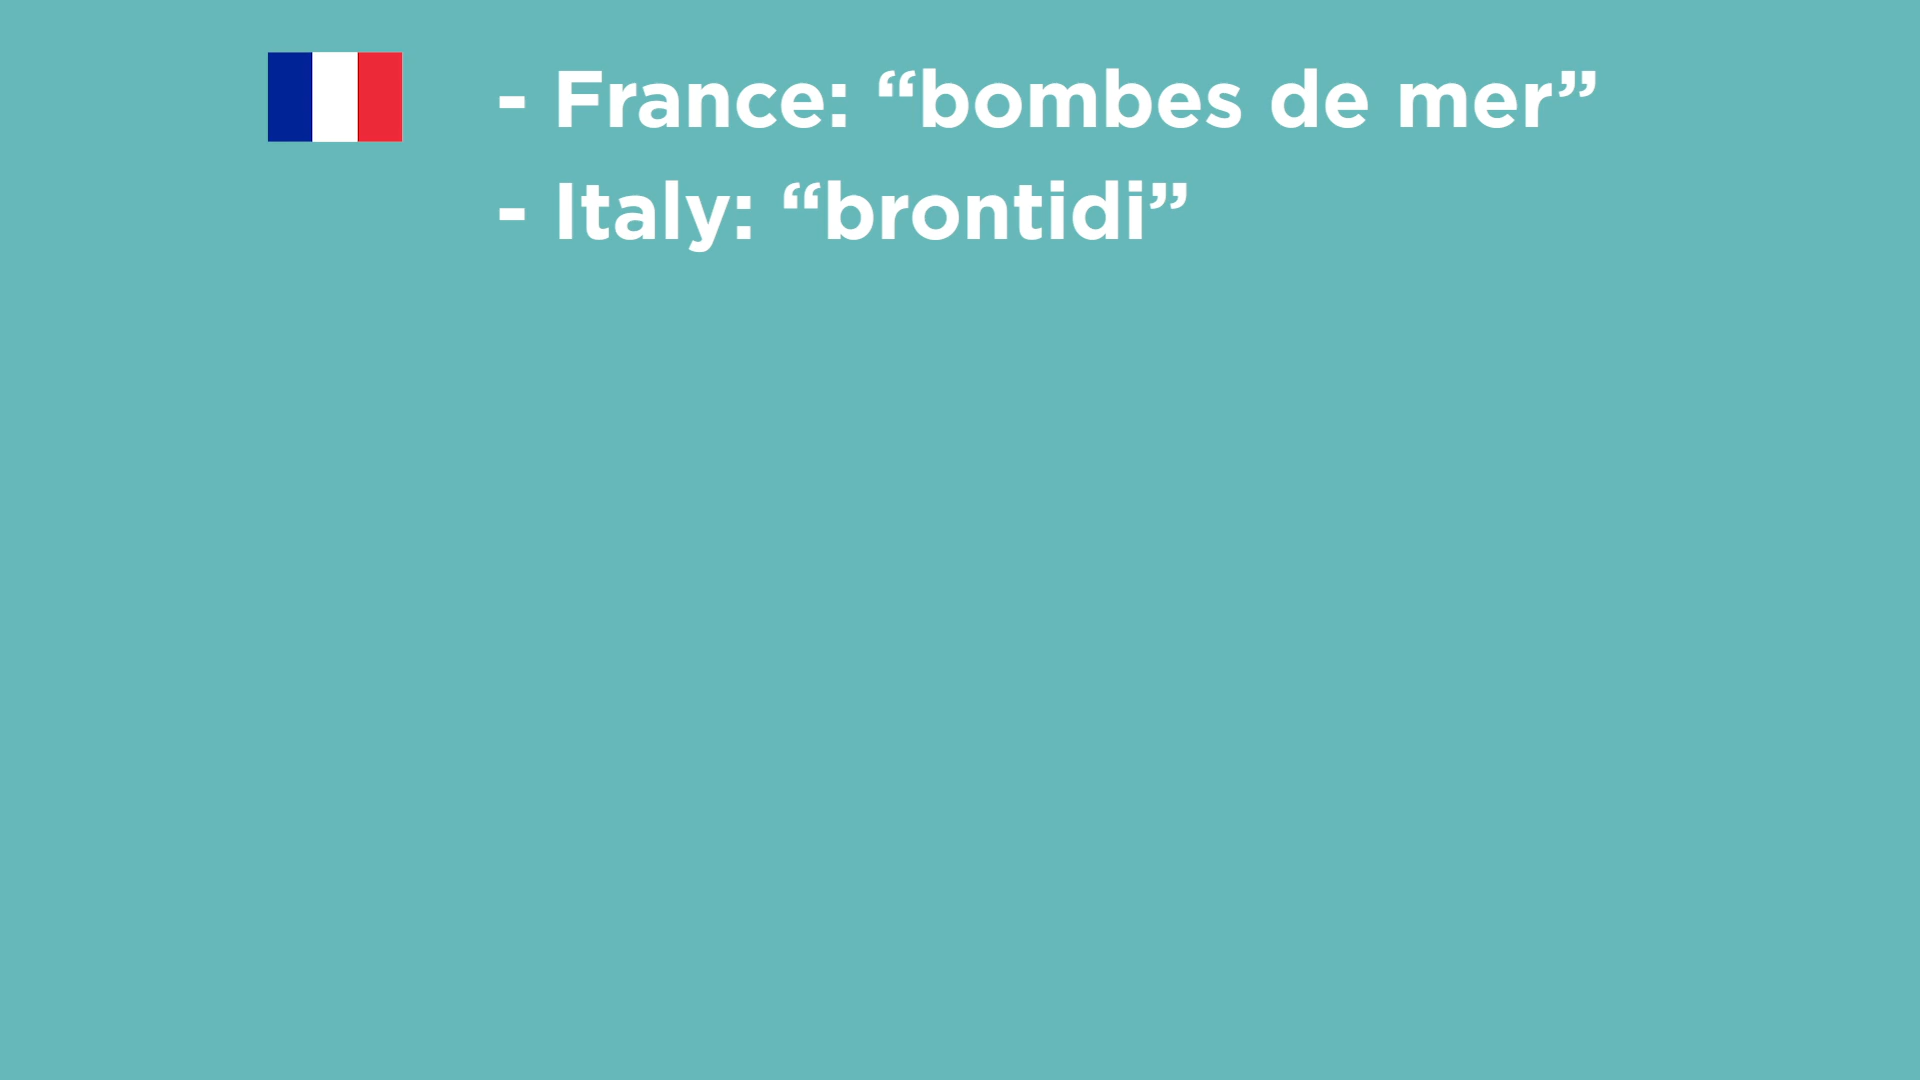 - France: “bombes de mer”
- Italy: “brontidi”